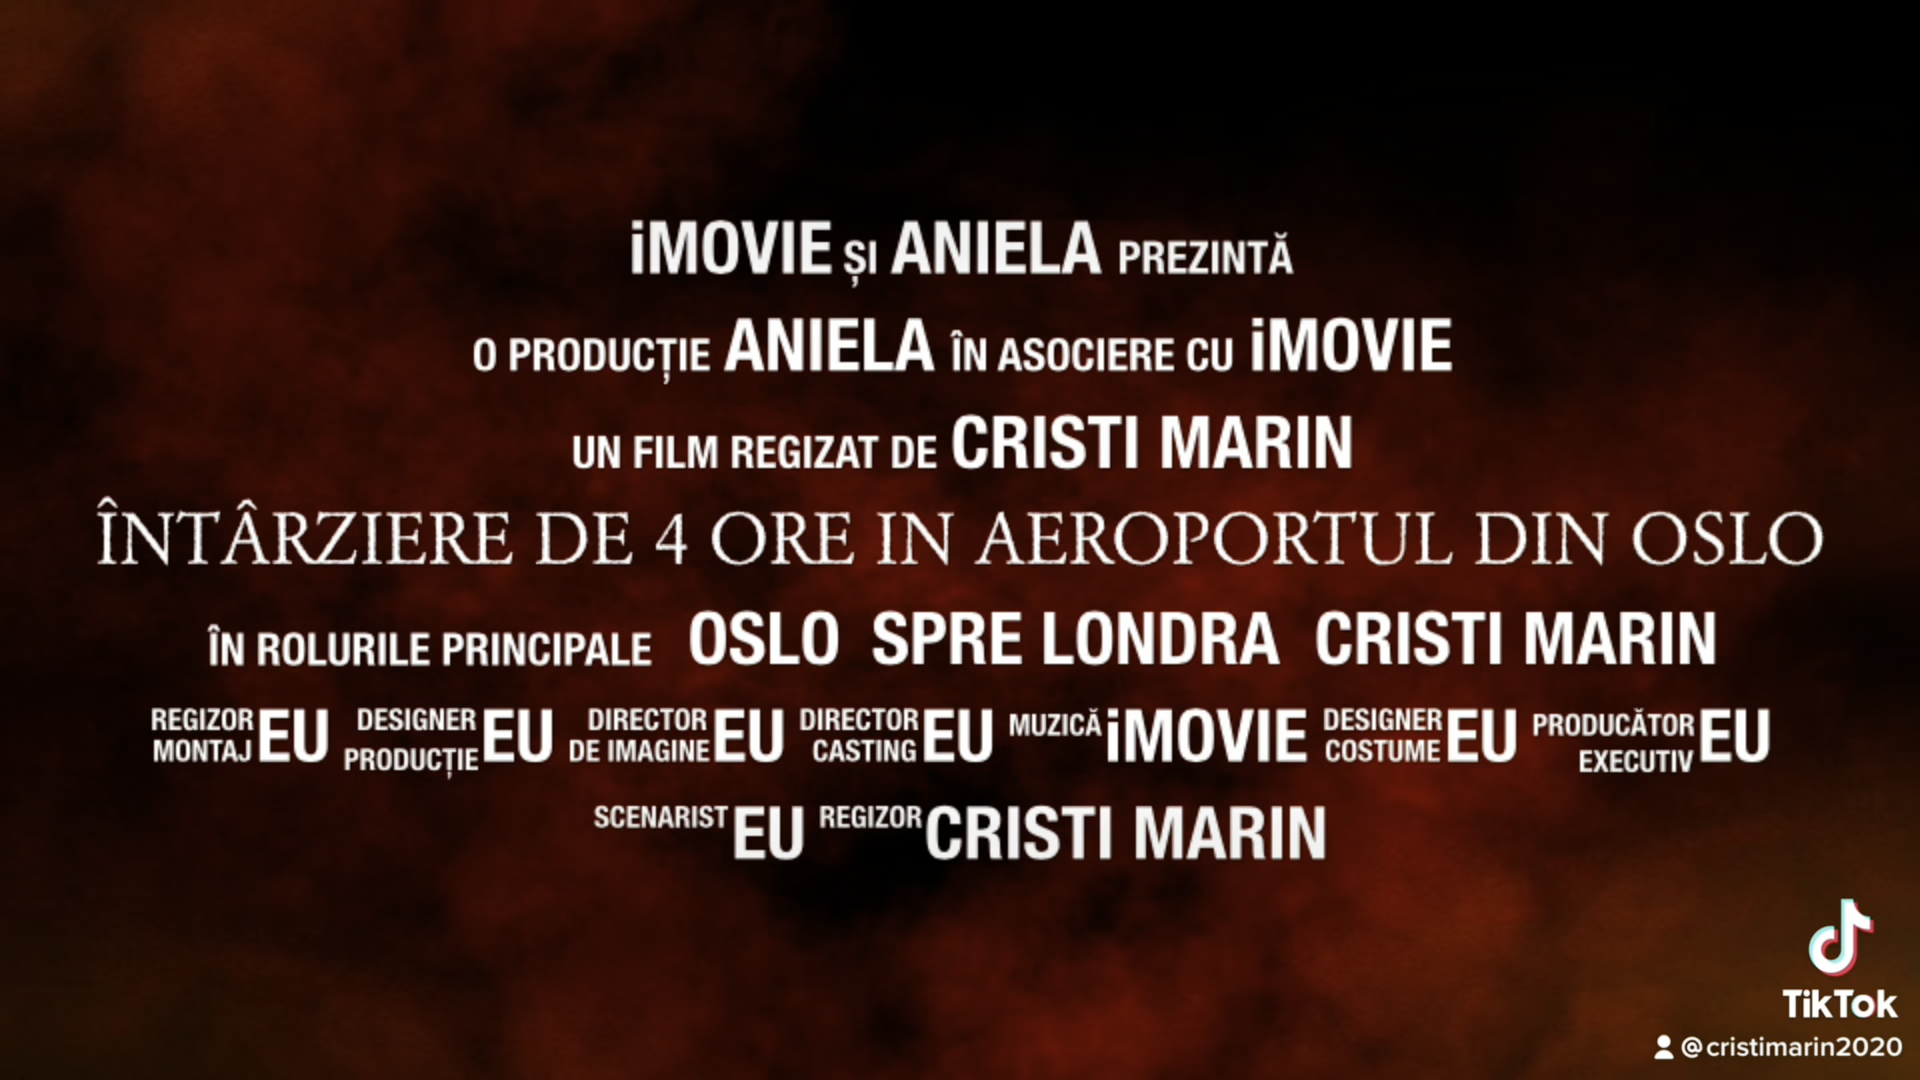 iMOVIE ȘI ANIELA PREZINTĂ
O PRODUCȚIE ANIELA ÎN ASOCIERE CU iMOVIE
UN FILM REGIZAT DE CRISTI MARIN
ÎNTÂRZIERE DE 4 ORE IN AEROPORTUL DIN OSLO
ÎN ROLURILE PRINCIPALE OSLO SPRE LONDRA CRISTI MARIN
REGIZOR MONTAJ EU DESIGNER PRODUCȚIE EU DIRECTOR DE IMAGINE EU DIRECTOR CASTING EU MUZICĂ iMOVIE DESIGNER COSTUME EU PRODUCĂTOR EXECUTIV EU
SCENARIST EU REGIZOR CRISTI MARIN
TikTok
@cristimarin2020